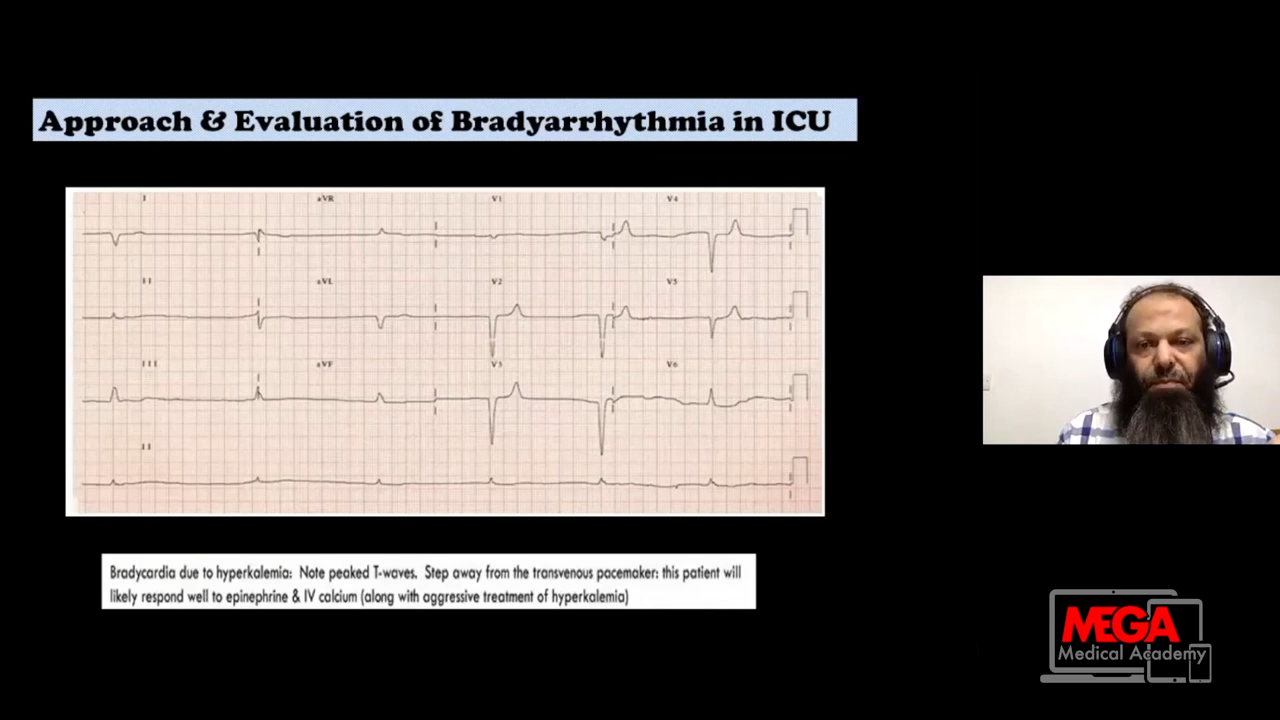 Approach & Evaluation of Bradyarrhythmia in ICU
I aVR V1 V4
II aVL V2 V5
III aVF V3 V6
II
Bradycardia due to hyperkalemia: Note peaked T-waves. Step away from the transvenous pacemaker: this patient will
likely respond well to epinephrine & IV calcium (along with aggressive treatment of hyperkalemia)
MEGA
Medical Academy